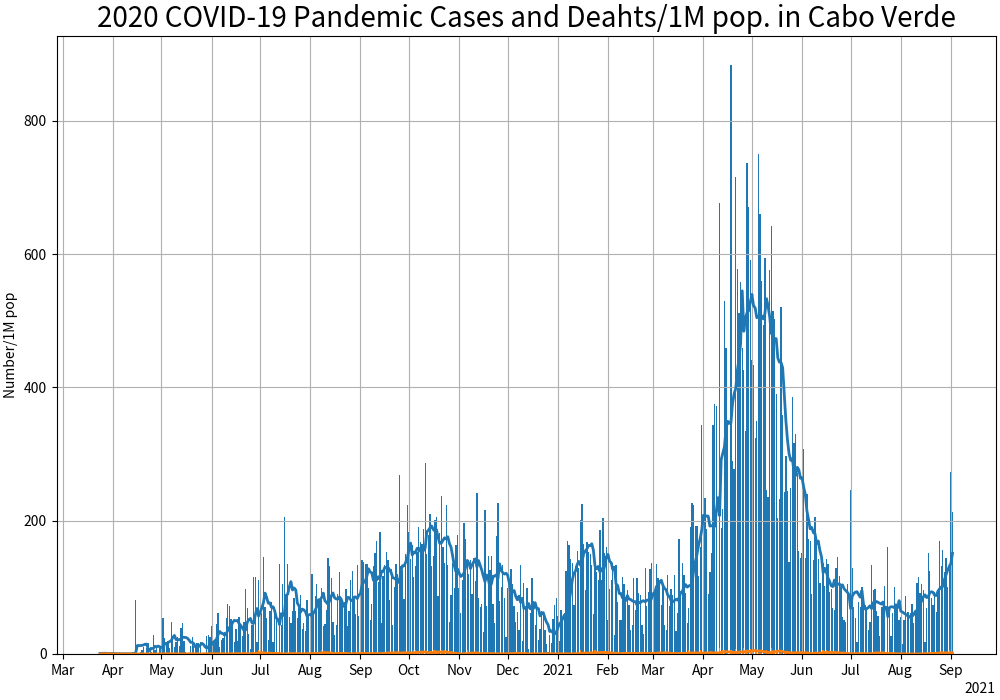 2020 COVID-19 Pandemic Cases and Deahts/1M pop. in Cabo Verde
Number/1M pop
800
600
400
200
0
Mar Apr May Jun Jul Aug Sep Oct Nov Dec 2021 Feb Mar Apr May Jun Jul Aug Sep
2021